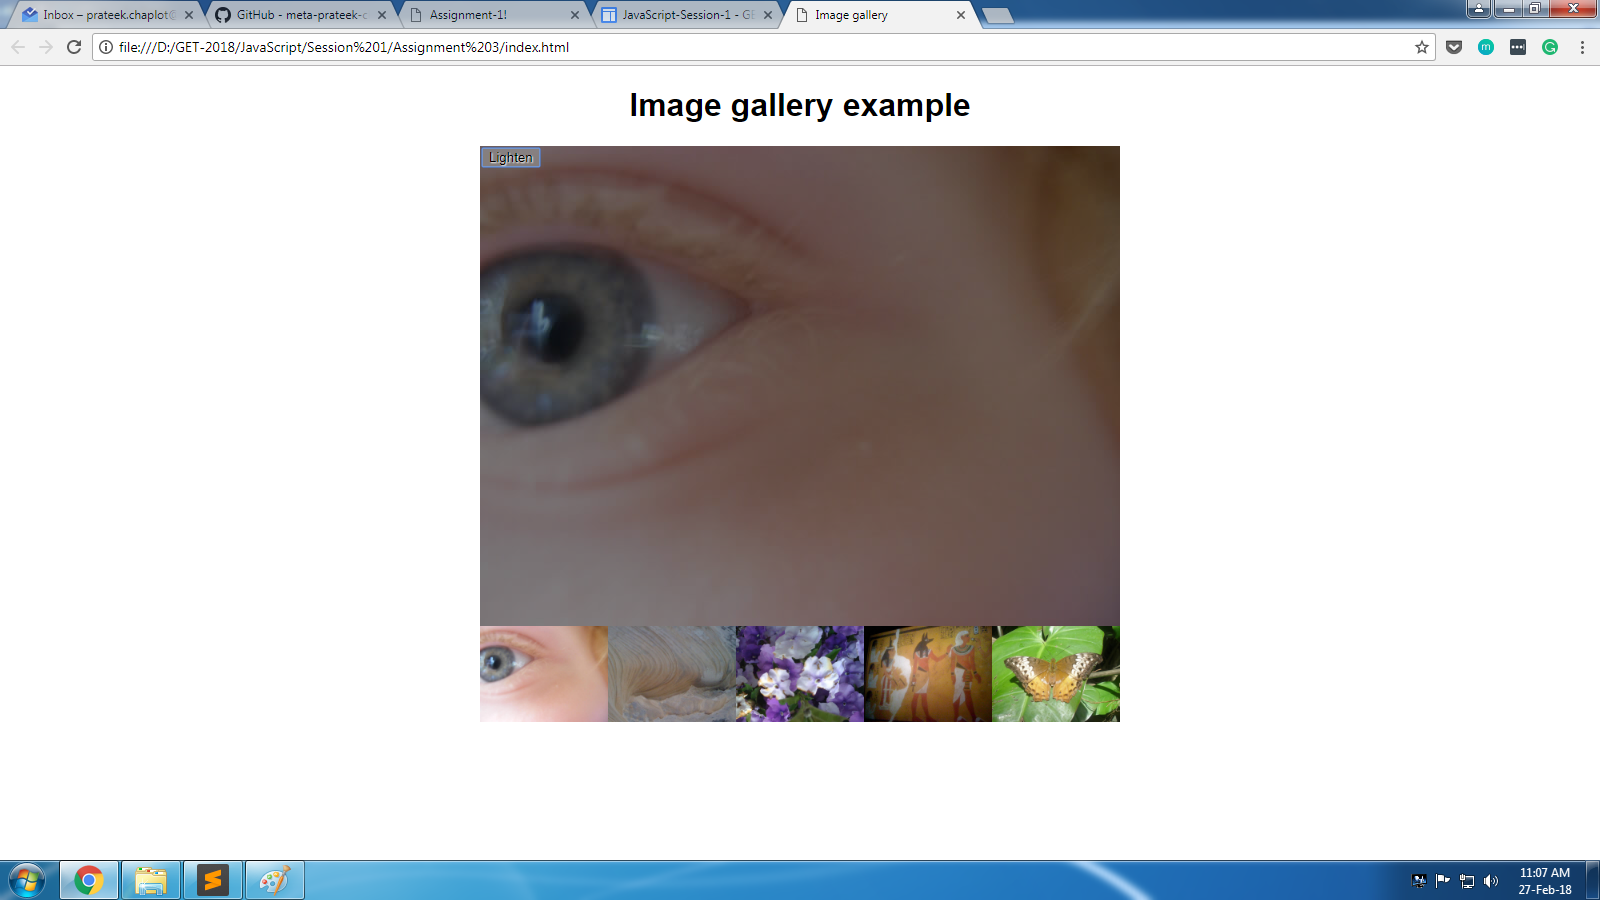 Inbox – prateek.chaplot@
GitHub - meta-prateek-c
Assignment-1!
JavaScript-Session-1 - GE
Image gallery
file:///D:/GET-2018/JavaScript/Session%201/Assignment%203/index.html
m
Image gallery example
Lighten
11:07 AM
27-Feb-18